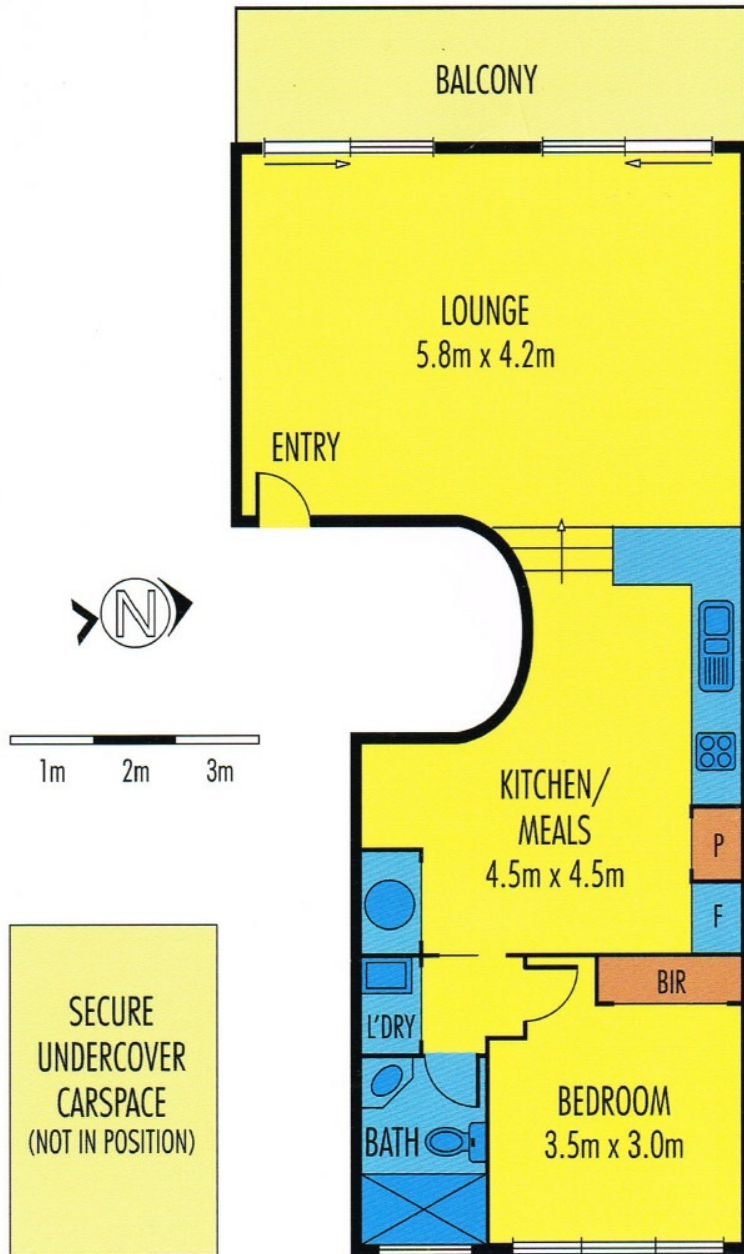 BALCONY
LOUNGE
5.8m x 4.2m
ENTRY
N
1m 2m 3m
KITCHEN/
MEALS
4.5m x 4.5m
P
F
BIR
L'DRY
BATH
BEDROOM
3.5m x 3.0m
SECURE
UNDERCOVER
CARSPACE
(NOT IN POSITION)